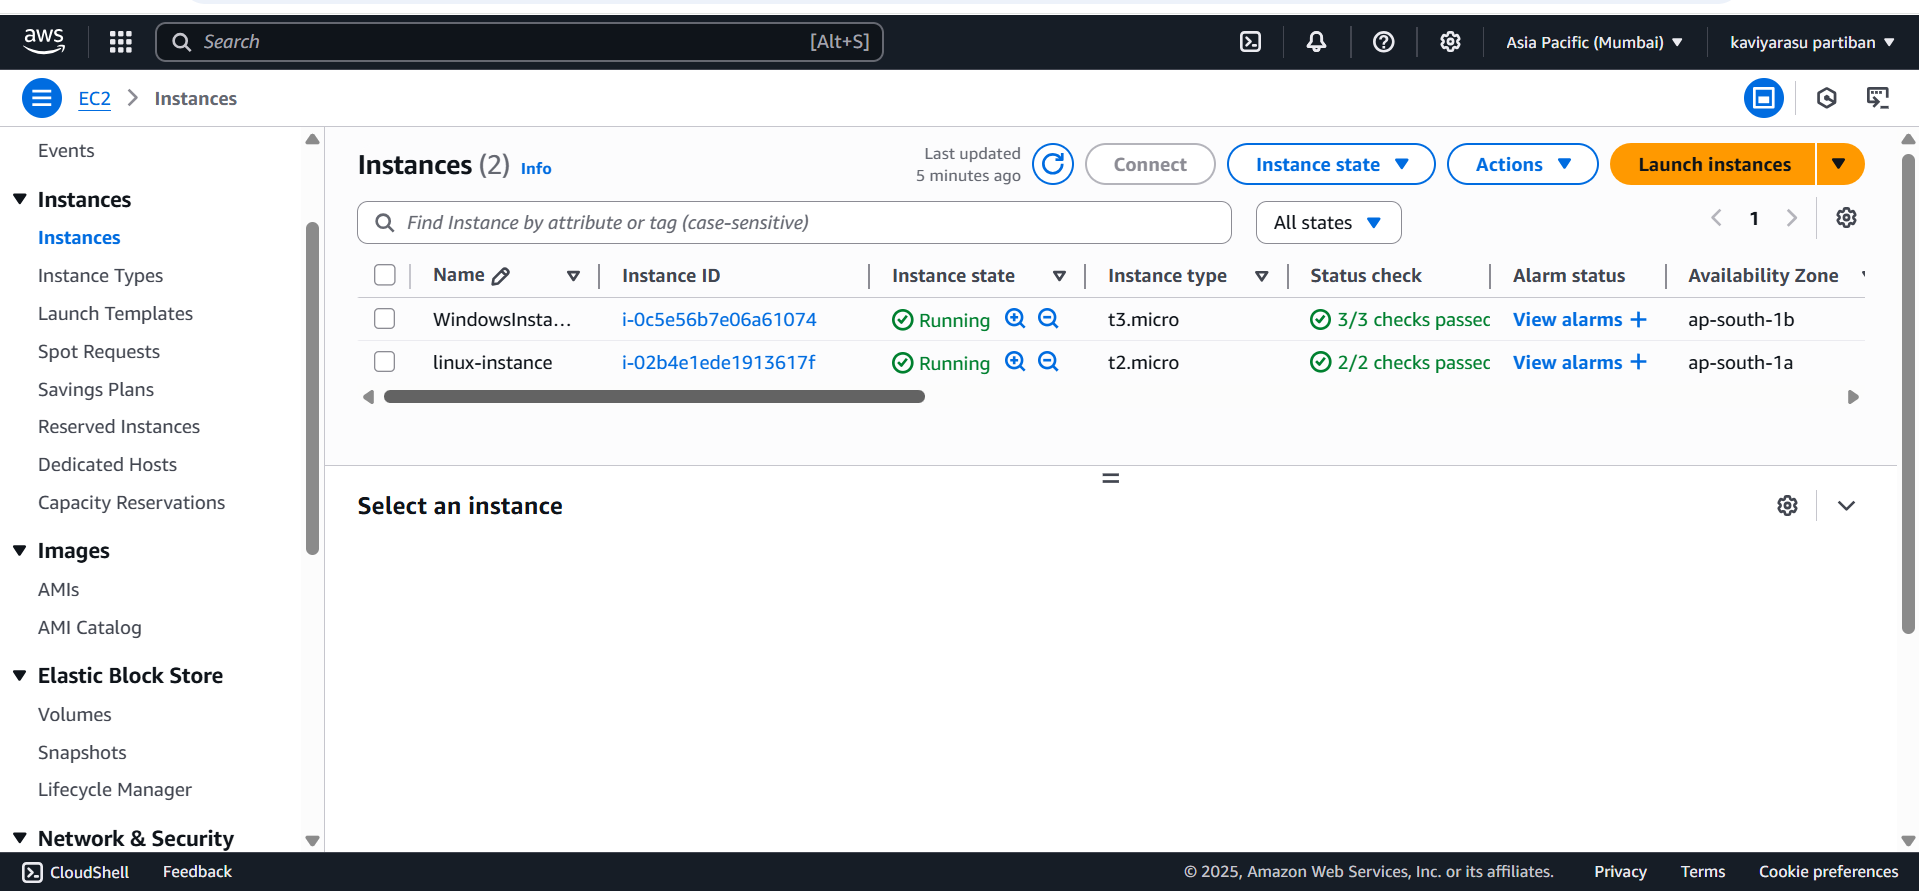 aws
Search [Alt+S]
Asia Pacific (Mumbai)
kaviyarasu partiban
EC2
Instances
Events
Instances
Instances
Instance Types
Launch Templates
Spot Requests
Savings Plans
Reserved Instances
Dedicated Hosts
Capacity Reservations
Images
AMIs
AMI Catalog
Elastic Block Store
Volumes
Snapshots
Lifecycle Manager
Network & Security
Instances (2) Info
Last updated
5 minutes ago
Connect
Instance state
Actions
Launch instances
Find Instance by attribute or tag (case-sensitive)
All states
1
Name Instance ID Instance state Instance type Status check Alarm status Availability Zone
WindowsInsta... i-0c5e56b7e06a61074 Running t3.micro 3/3 checks passed View alarms + ap-south-1b
linux-instance i-02b4e1ede1913617f Running t2.micro 2/2 checks passed View alarms + ap-south-1a
Select an instance
CloudShell Feedback © 2025, Amazon Web Services, Inc. or its affiliates. Privacy Terms Cookie preferences